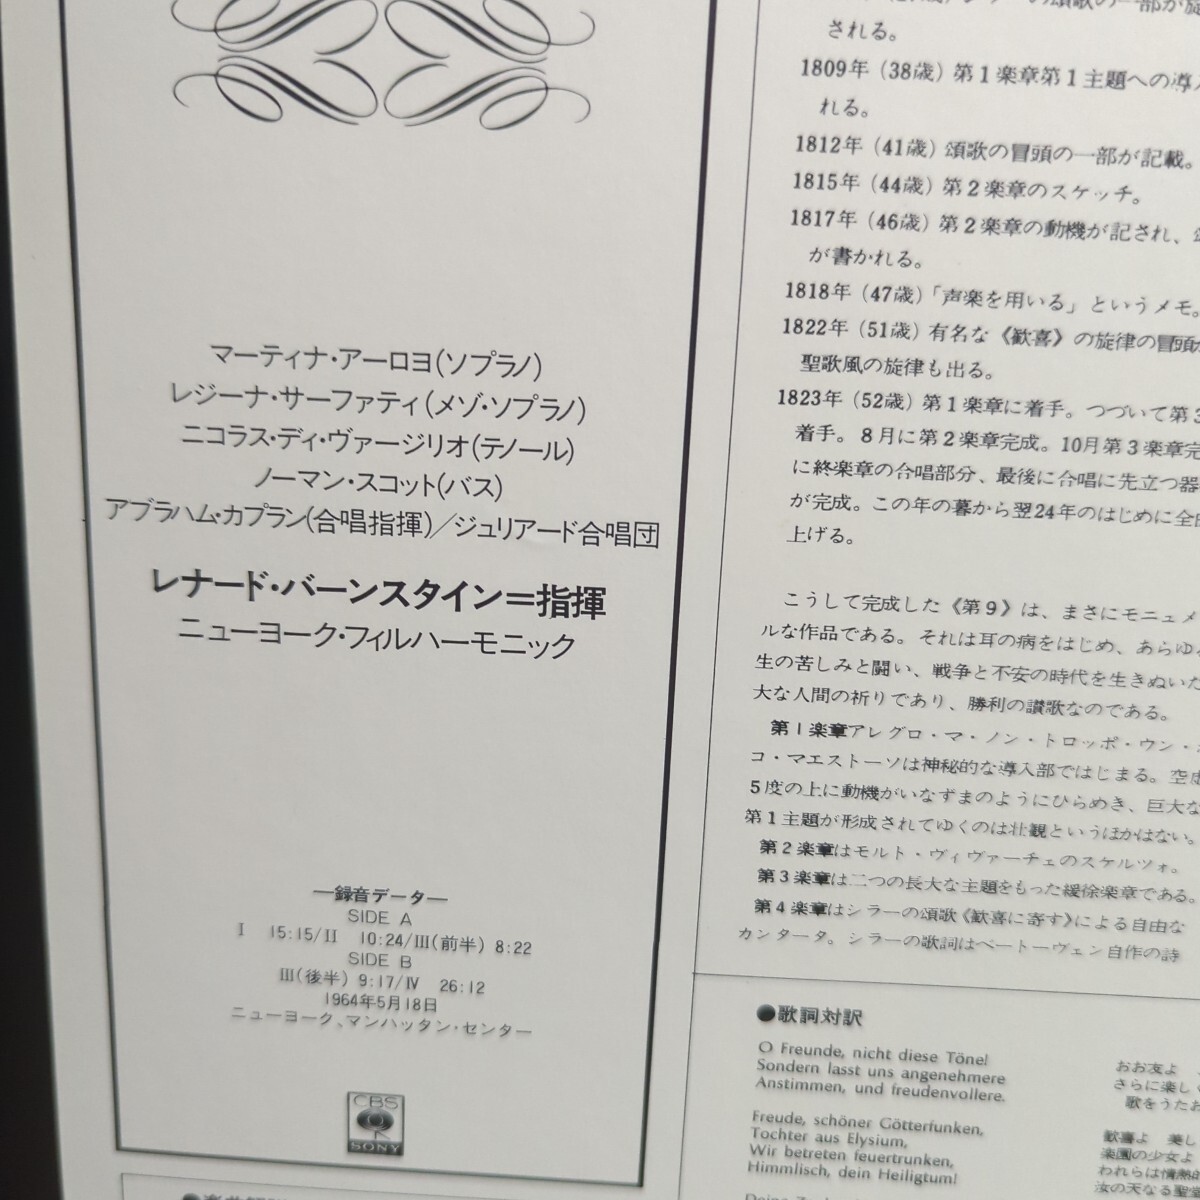 マーティナ・アーロヨ(ソプラノ)
レジーナ・サーファティ(メゾ・ソプラノ)
ニコラス・ディ・ヴァージリオ(テノール)
ノーマン・スコット(バス)
アブラハム・カプラン(合唱指揮)／ジュリアード合唱団
レナード・バーンスタイン＝指揮
ニューヨーク・フィルハーモニック
―録音データ―
SIDE A
I 15:15/II 10:24/III(前半) 8:22
SIDE B
III(後半) 9:17/IV 26:12
1964年5月18日
ニューヨーク、マンハッタン・センター
CBS
SONY
の頌歌の一部が
される。
1809年 (38歳) 第1楽章第1主題への導
れる。
1812年 (41歳) 頌歌の冒頭の一部が記載。
1815年 (44歳) 第2楽章のスケッチ。
1817年 (46歳) 第2楽章の動機が記され、
が書かれる。
1818年 (47歳)「声楽を用いる」というメモ。
1822年 (51歳) 有名な《歓喜》の旋律の冒頭
聖歌風の旋律も出る。
1823年 (52歳) 第1楽章に着手。つづいて第3
着手。8月に第2楽章完成。10月第3楽章完
に終楽章の合唱部分、最後に合唱に先立つ器
が完成。この年の暮から翌24年のはじめに全
上げる。
こうして完成した《第9》は、まさにモニュメ
ルな作品である。それは耳の病をはじめ、あらゆ
生の苦しみと闘い、戦争と不安の時代を生きぬいた
大な人間の祈りであり、勝利の讃歌なのである。
第1楽章アレグロ・マ・ノン・トロッポ・ウン・
コ・マエストーソは神秘的な導入部ではじまる。空虚
5度の上に動機がいなずまのようにひらめき、巨大な
第1主題が形成されてゆくのは壮観というほかはない。
第2楽章はモルト・ヴィヴァーチェのスケルツォ。
第3楽章は二つの長大な主題をもった緩徐楽章である。
第4楽章はシラーの頌歌《歓喜に寄す》による自由な
カンタータ。シラーの歌詞はベートーヴェン自作の詩
●歌詞対訳
O Freunde, nicht diese Töne!
Sondern lasst uns angenehmere
Anstimmen, und freudenvollere.
Freude, schöner Götterfunken,
Tochter aus Elysium,
Wir betreten feuertrunken,
Himmlisch, dein Heiligtum!
おお友よ
さらに楽し
歌をうたお
歓喜よ 美し
楽園の少女よ
われらは情熱
汝の天なる聖堂